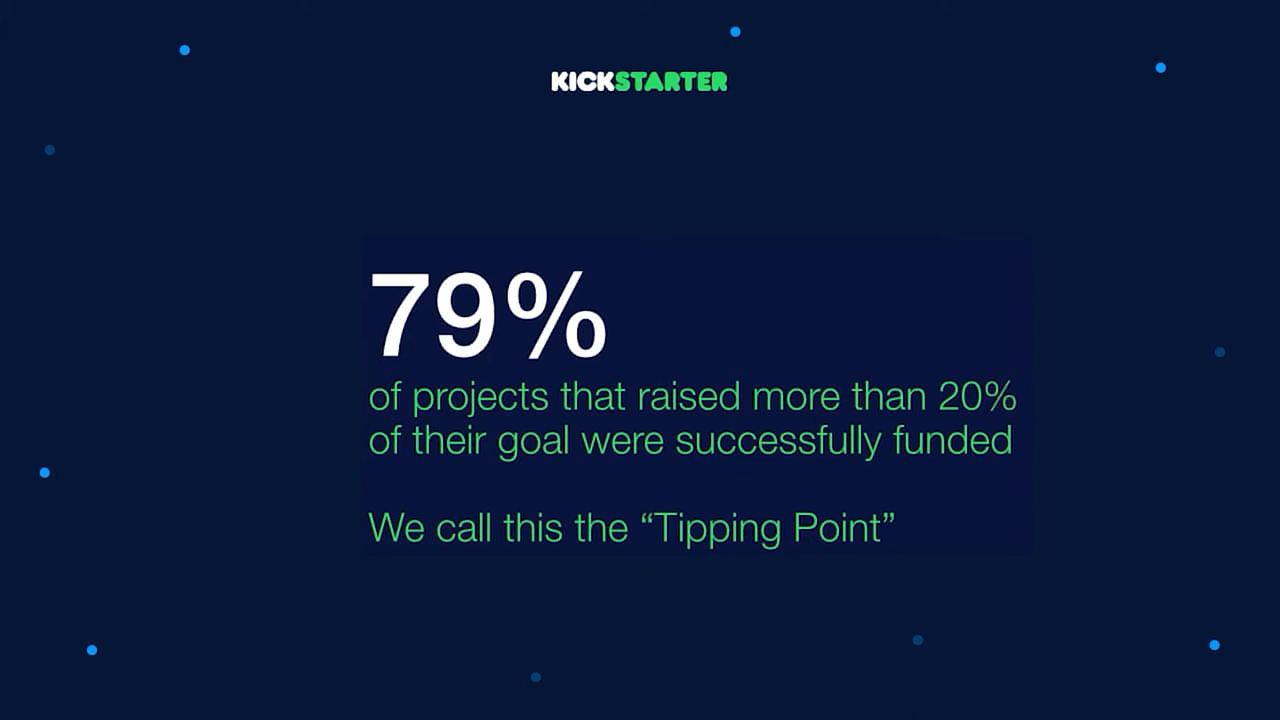 KICKSTARTER
79%
of projects that raised more than 20%
of their goal were successfully funded
We call this the “Tipping Point”